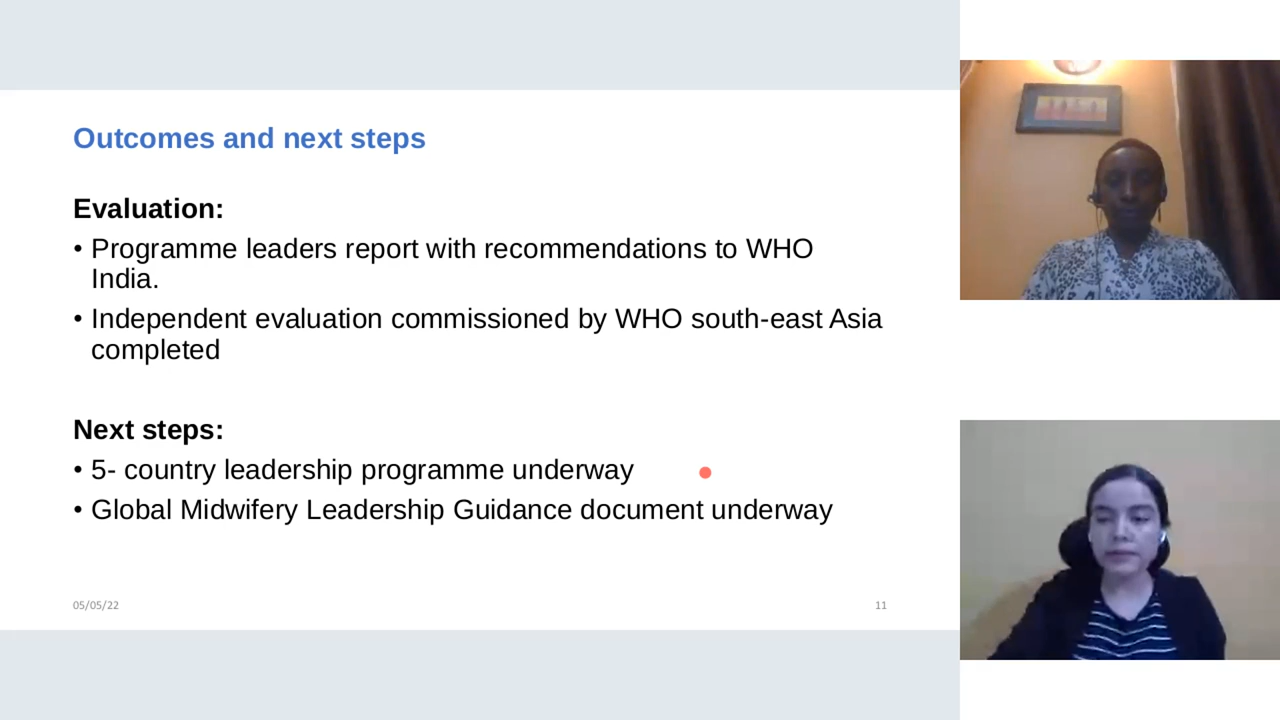 Outcomes and next steps
Evaluation:
• Programme leaders report with recommendations to WHO
India.
• Independent evaluation commissioned by WHO south-east Asia
completed
Next steps:
• 5- country leadership programme underway
• Global Midwifery Leadership Guidance document underway
05/05/22
11